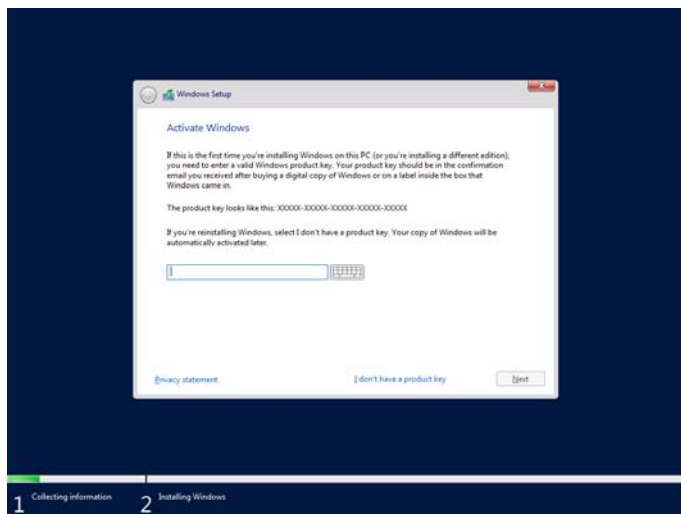 Windows Setup
Activate Windows
If this is the first time you're installing Windows on this PC (or you're installing a different edition),
you need to enter a valid Windows product key. Your product key should be in the confirmation
email you received after buying a digital copy of Windows or on a label inside the box that
Windows came in.
The product key looks like this: XXXXX-XXXXX-XXXXX-XXXXX-XXXXX
If you're reinstalling Windows, select I don't have a product key. Your copy of Windows will be
automatically activated later.
Privacy statement
I don't have a product key
Next
1 Collecting information
2 Installing Windows